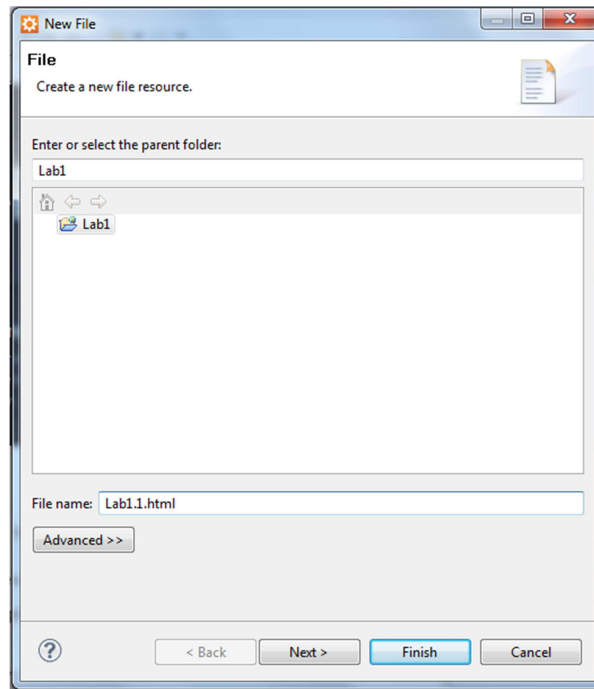 New File
File
Create a new file resource.
Enter or select the parent folder:
Lab1
Lab1
File name: Lab1.1.html
Advanced >>
? < Back Next > Finish Cancel